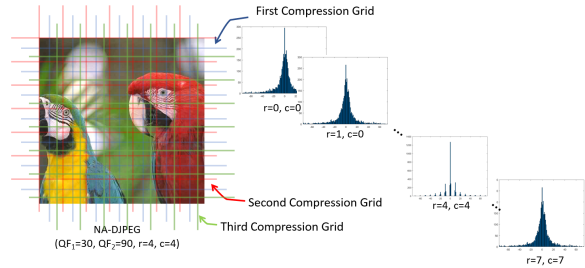 First Compression Grid
r=0, c=0
r=1, c=0
r=4, c=4
r=7, c=7
Second Compression Grid
Third Compression Grid
NA-DJPEG
(QF₁=30, QF₂=90, r=4, c=4)